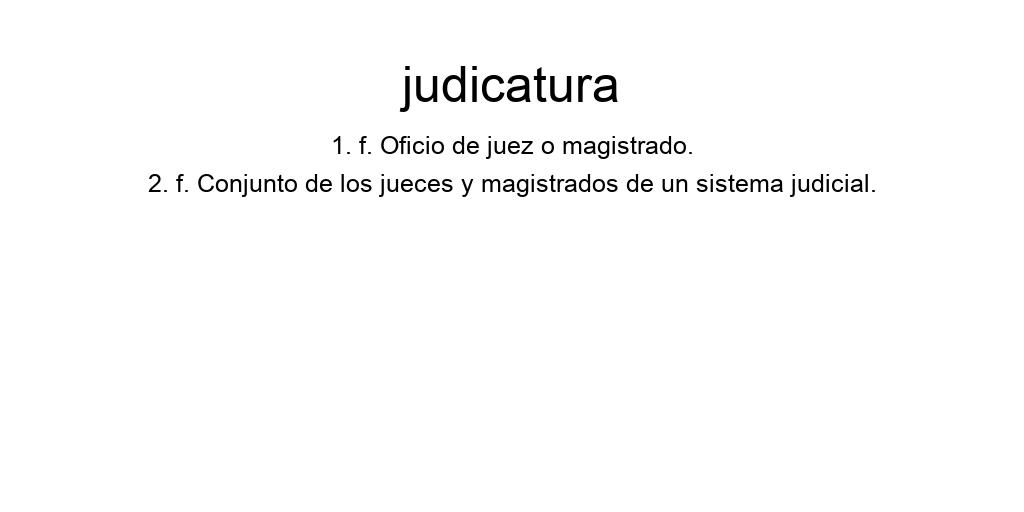 judicatura
1. f. Oficio de juez o magistrado.
2. f. Conjunto de los jueces y magistrados de un sistema judicial.